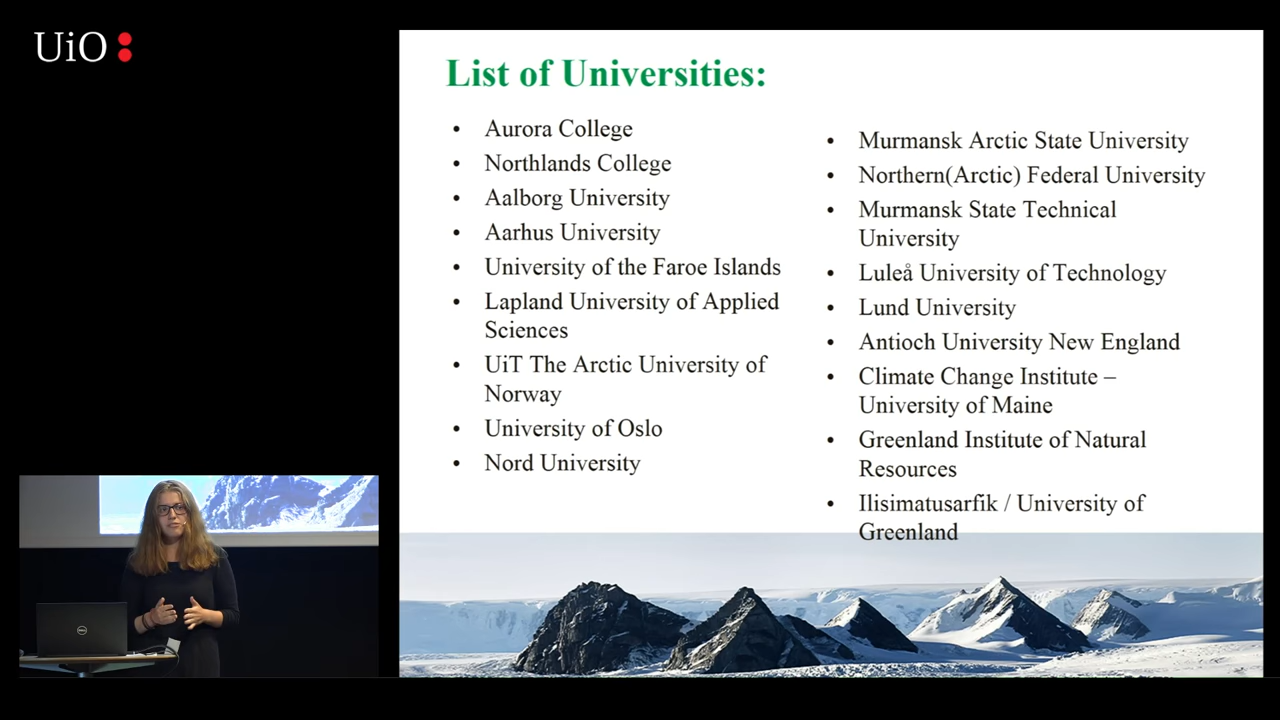 UiO
List of Universities:
• Aurora College
• Northlands College
• Aalborg University
• Aarhus University
• University of the Faroe Islands
• Lapland University of Applied
Sciences
• UiT The Arctic University of
Norway
• University of Oslo
• Nord University
• Murmansk Arctic State University
• Northern(Arctic) Federal University
• Murmansk State Technical
University
• Luleå University of Technology
• Lund University
• Antioch University New England
• Climate Change Institute –
University of Maine
• Greenland Institute of Natural
Resources
• Ilisimatusarfik / University of
Greenland
DELL